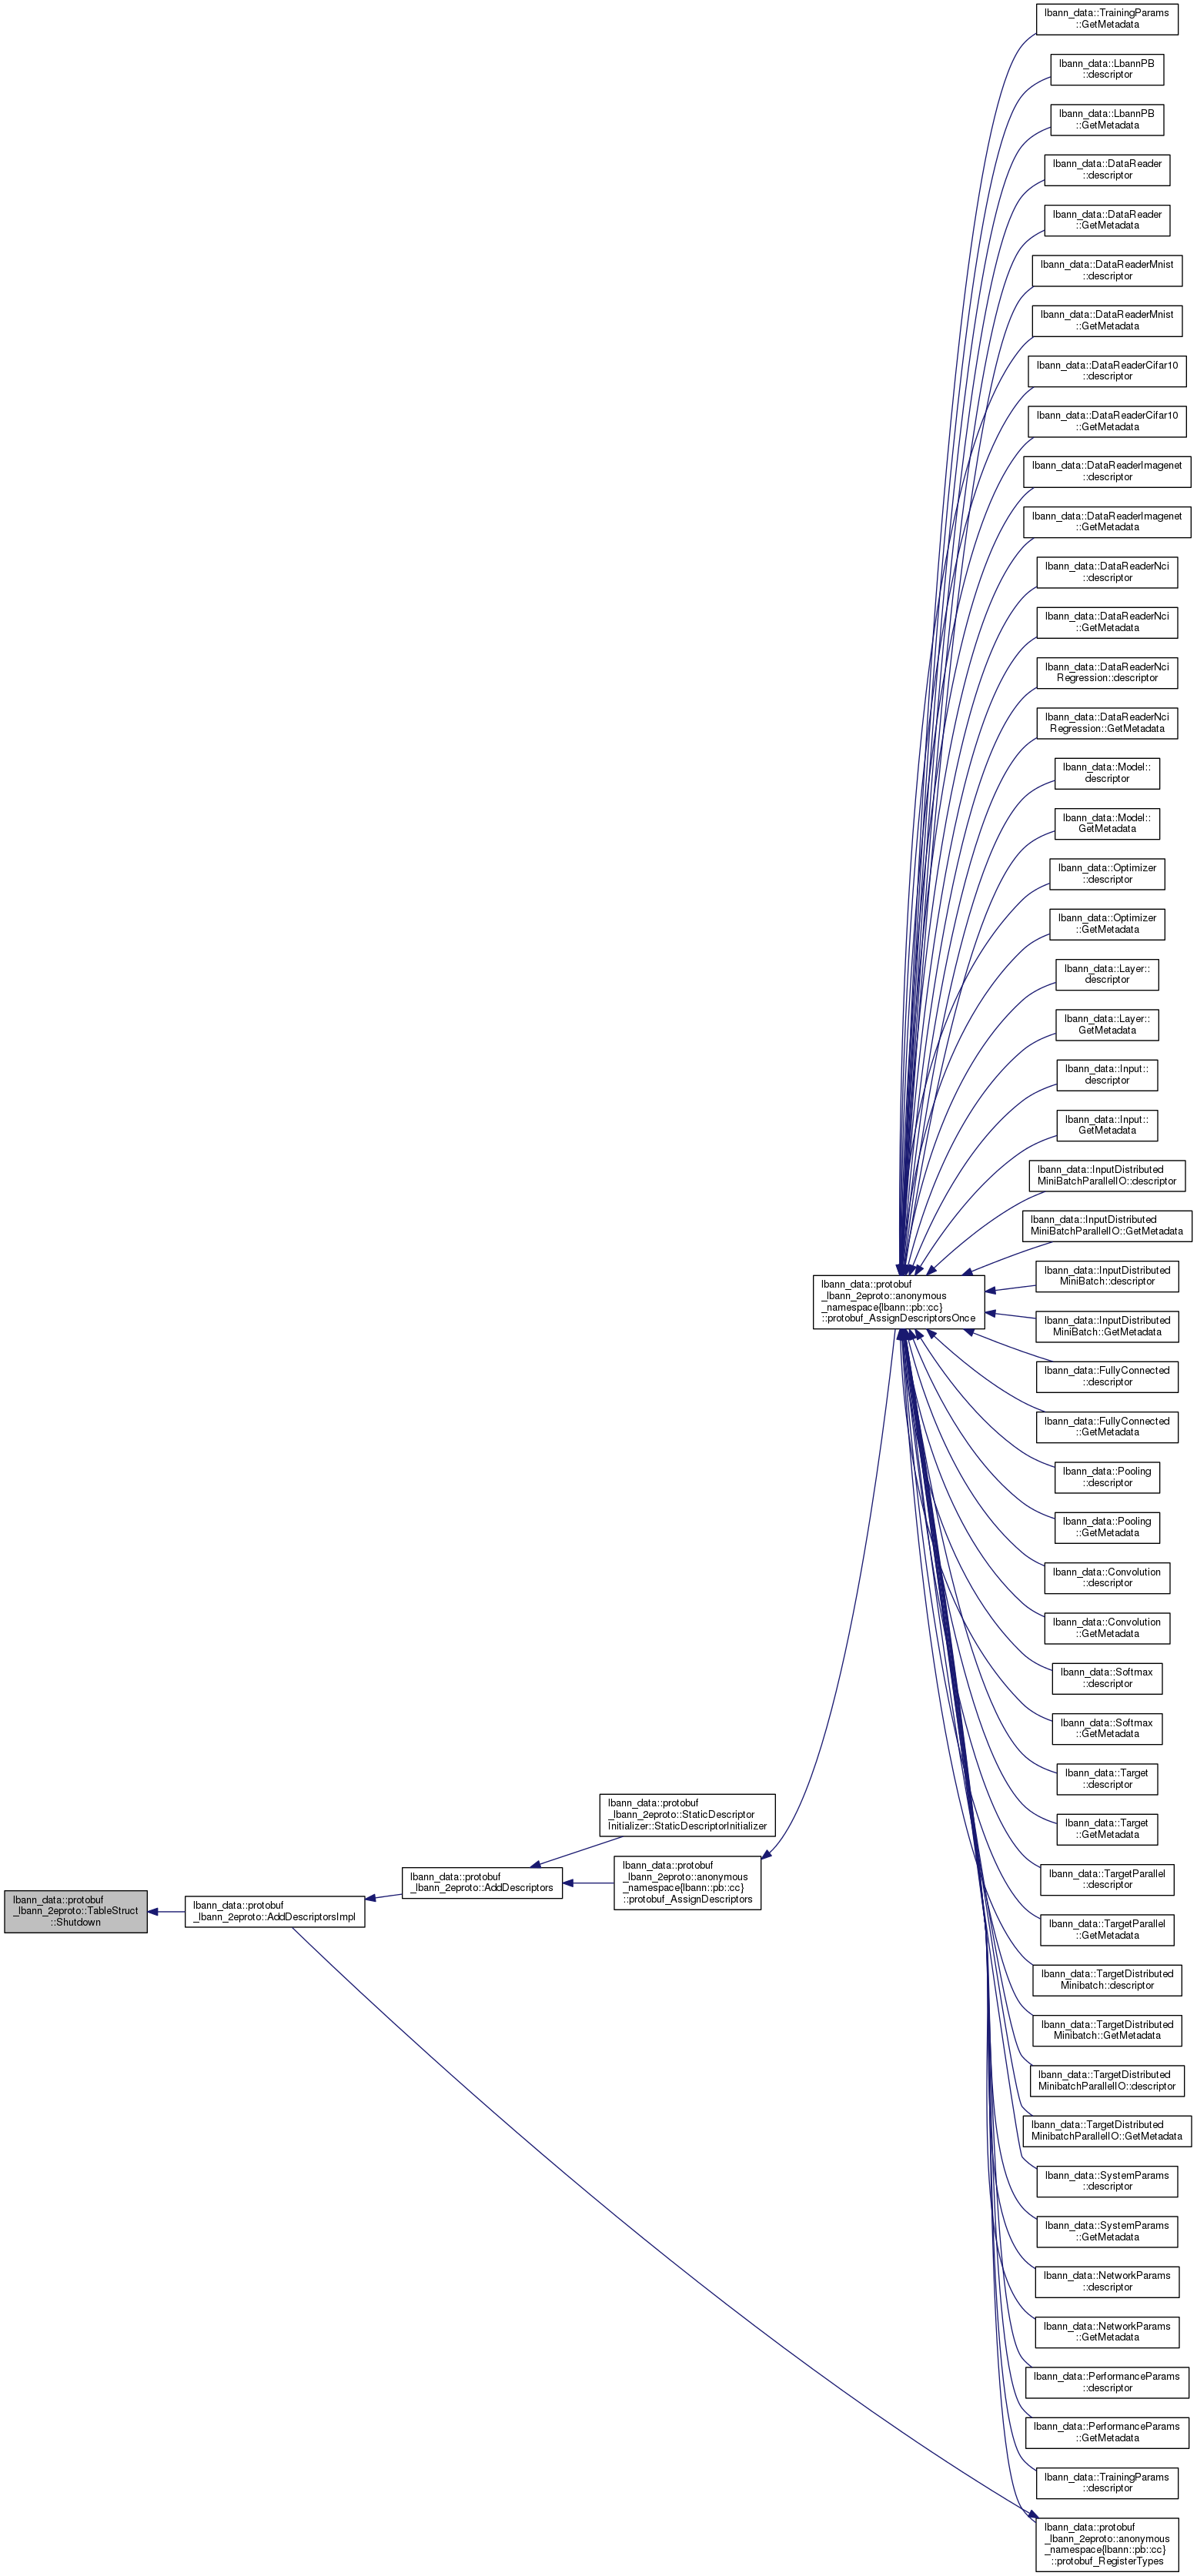 lbann_data::TrainingParams
::GetMetadata
lbann_data::LbannPB
::descriptor
lbann_data::LbannPB
::GetMetadata
lbann_data::DataReader
::descriptor
lbann_data::DataReader
::GetMetadata
lbann_data::DataReaderMnist
::descriptor
lbann_data::DataReaderMnist
::GetMetadata
lbann_data::DataReaderCifar10
::descriptor
lbann_data::DataReaderCifar10
::GetMetadata
lbann_data::DataReaderImagenet
::descriptor
lbann_data::DataReaderImagenet
::GetMetadata
lbann_data::DataReaderNci
::descriptor
lbann_data::DataReaderNci
::GetMetadata
lbann_data::DataReaderNci
Regression::descriptor
lbann_data::DataReaderNci
Regression::GetMetadata
lbann_data::Model::
descriptor
lbann_data::Model::
GetMetadata
lbann_data::Optimizer
::descriptor
lbann_data::Optimizer
::GetMetadata
lbann_data::Layer::
descriptor
lbann_data::Layer::
GetMetadata
lbann_data::Input::
descriptor
lbann_data::Input::
GetMetadata
lbann_data::InputDistributed
MiniBatchParallelIO::descriptor
lbann_data::InputDistributed
MiniBatchParallelIO::GetMetadata
lbann_data::InputDistributed
MiniBatch::descriptor
lbann_data::InputDistributed
MiniBatch::GetMetadata
lbann_data::protobuf
_lbann_2eproto::anonymous
_namespace{lbann::pb::cc}
::protobuf_AssignDescriptorsOnce
lbann_data::FullyConnected
::descriptor
lbann_data::FullyConnected
::GetMetadata
lbann_data::Pooling
::descriptor
lbann_data::Pooling
::GetMetadata
lbann_data::Convolution
::descriptor
lbann_data::Convolution
::GetMetadata
lbann_data::Softmax
::descriptor
lbann_data::Softmax
::GetMetadata
lbann_data::Target
::descriptor
lbann_data::Target
::GetMetadata
lbann_data::protobuf
_lbann_2eproto::StaticDescriptor
Initializer::StaticDescriptorInitializer
lbann_data::protobuf
_lbann_2eproto::anonymous
_namespace{lbann::pb::cc}
::protobuf_AssignDescriptors
lbann_data::protobuf
_lbann_2eproto::AddDescriptors
lbann_data::protobuf
_lbann_2eproto::AddDescriptorsImpl
lbann_data::protobuf
_lbann_2eproto::TableStruct
::Shutdown
lbann_data::TargetParallel
::descriptor
lbann_data::TargetParallel
::GetMetadata
lbann_data::TargetDistributed
Minibatch::descriptor
lbann_data::TargetDistributed
Minibatch::GetMetadata
lbann_data::TargetDistributed
MinibatchParallelIO::descriptor
lbann_data::TargetDistributed
MinibatchParallelIO::GetMetadata
lbann_data::SystemParams
::descriptor
lbann_data::SystemParams
::GetMetadata
lbann_data::NetworkParams
::descriptor
lbann_data::NetworkParams
::GetMetadata
lbann_data::PerformanceParams
::descriptor
lbann_data::PerformanceParams
::GetMetadata
lbann_data::TrainingParams
::descriptor
lbann_data::protobuf
_lbann_2eproto::anonymous
_namespace{lbann::pb::cc}
::protobuf_RegisterTypes